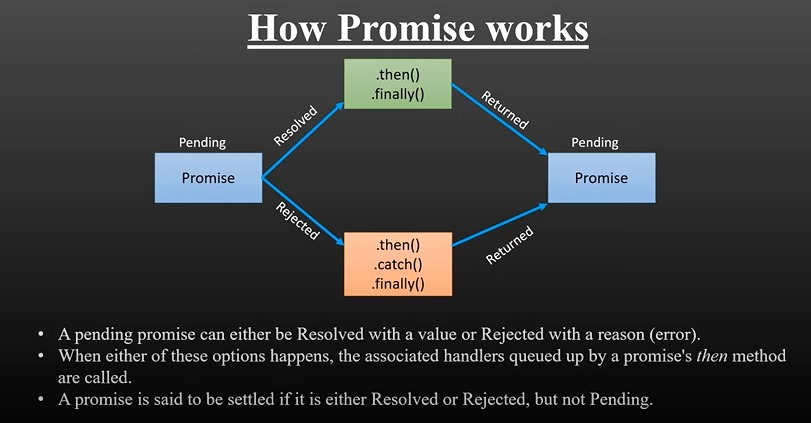 How Promise works
.then()
.finally()
Resolved
Returned
Pending
Promise
Pending
Promise
Rejected
.then()
.catch()
.finally()
Returned
• A pending promise can either be Resolved with a value or Rejected with a reason (error).
• When either of these options happens, the associated handlers queued up by a promise's then method
are called.
• A promise is said to be settled if it is either Resolved or Rejected, but not Pending.